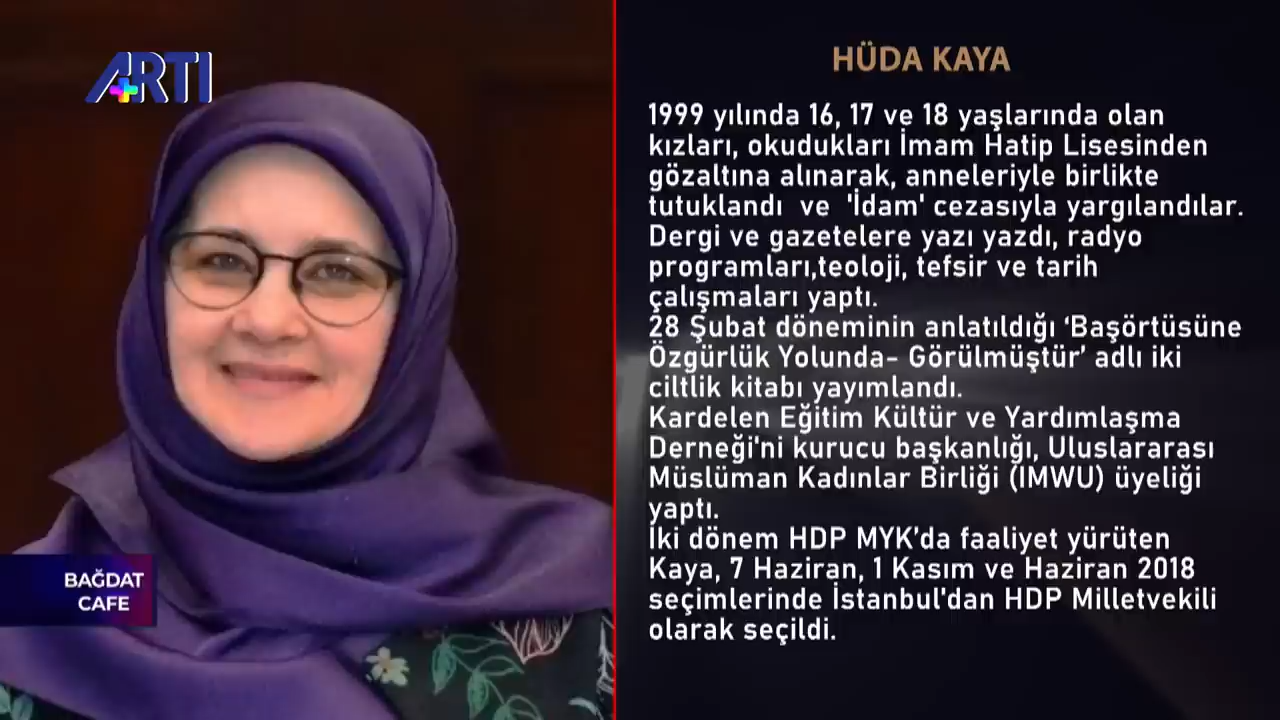 ARTI
HÜDA KAYA
1999 yılında 16, 17 ve 18 yaşlarında olan
kızları, okudukları İmam Hatip Lisesinden
gözaltına alınarak, anneleriyle birlikte
tutuklandı ve 'İdam' cezasıyla yargılandılar.
Dergi ve gazetelere yazı yazdı, radyo
programları,teoloji, tefsir ve tarih
çalışmaları yaptı.
28 Şubat döneminin anlatıldığı ‘Başörtüsüne
Özgürlük Yolunda- Görülmüştür’ adlı iki
ciltlik kitabı yayımlandı.
Kardelen Eğitim Kültür ve Yardımlaşma
Derneği'ni kurucu başkanlığı, Uluslararası
Müslüman Kadınlar Birliği (IMWU) üyeliği
yaptı.
İki dönem HDP MYK’da faaliyet yürüten
Kaya, 7 Haziran, 1 Kasım ve Haziran 2018
seçimlerinde İstanbul'dan HDP Milletvekili
olarak seçildi.
BAĞDAT
CAFE